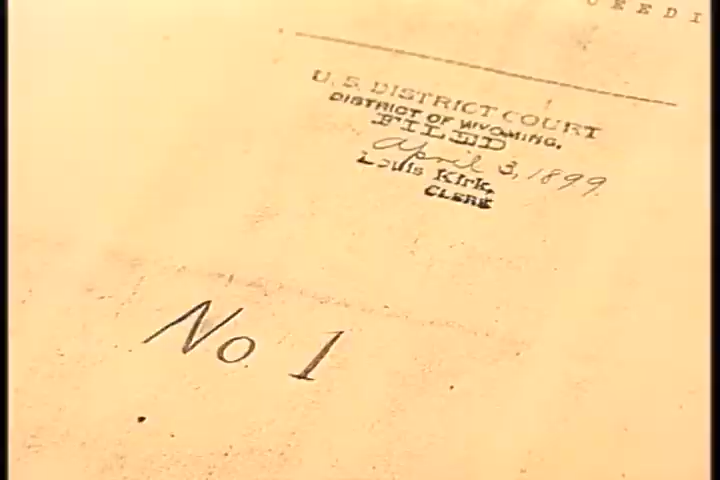 U E E D I
U. S. DISTRICT COURT
DISTRICT OF WYOMING.
FILED
April 3, 1899
Louis Kirk,
CLERK
No 1